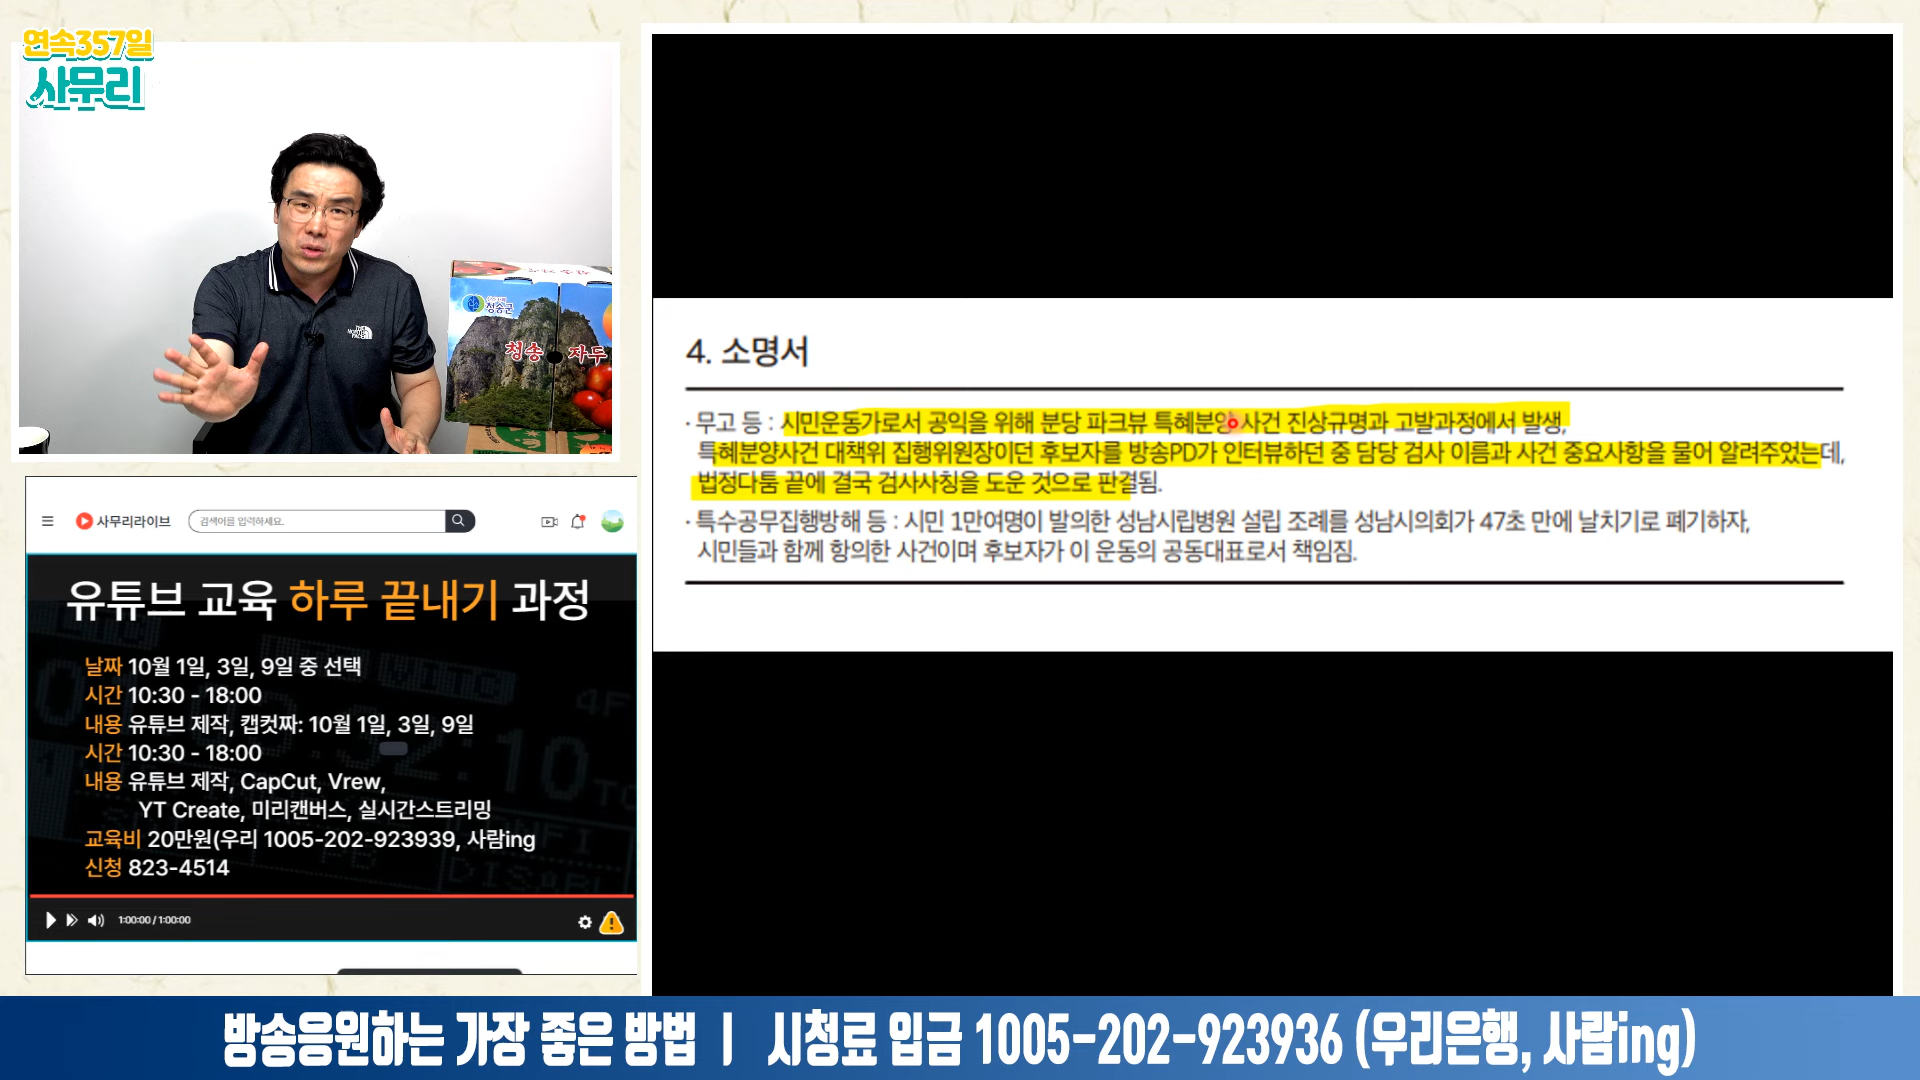 연속357일
사무리
청송군
청송 자두
THE NORTH FACE
사무리라이브
검색어를 입력하세요.
유튜브 교육 하루 끝내기 과정
날짜 10월 1일, 3일, 9일 중 선택
시간 10:30 - 18:00
내용 유튜브 제작, 캡컷짜: 10월 1일, 3일, 9일
시간 10:30 - 18:00
내용 유튜브 제작, CapCut, Vrew,
YT Create, 미리캔버스, 실시간스트리밍
교육비 20만원(우리 1005-202-923939, 사람ing
신청 823-4514
1:00:00 / 1:00:00
4. 소명서
· 무고 등 : 시민운동가로서 공익을 위해 분당 파크뷰 특혜분양 사건 진상규명과 고발과정에서 발생,
특혜분양사건 대책위 집행위원장이던 후보자를 방송PD가 인터뷰하던 중 담당 검사 이름과 사건 중요사항을 물어 알려주었는데,
법정다툼 끝에 결국 검사사칭을 도운 것으로 판결됨.
· 특수공무집행방해 등 : 시민 1만여명이 발의한 성남시립병원 설립 조례를 성남시의회가 47초 만에 날치기로 폐기하자,
시민들과 함께 항의한 사건이며 후보자가 이 운동의 공동대표로서 책임짐.
방송응원하는 가장 좋은 방법 ㅣ 시청료 입금 1005-202-923936 (우리은행, 사람ing)